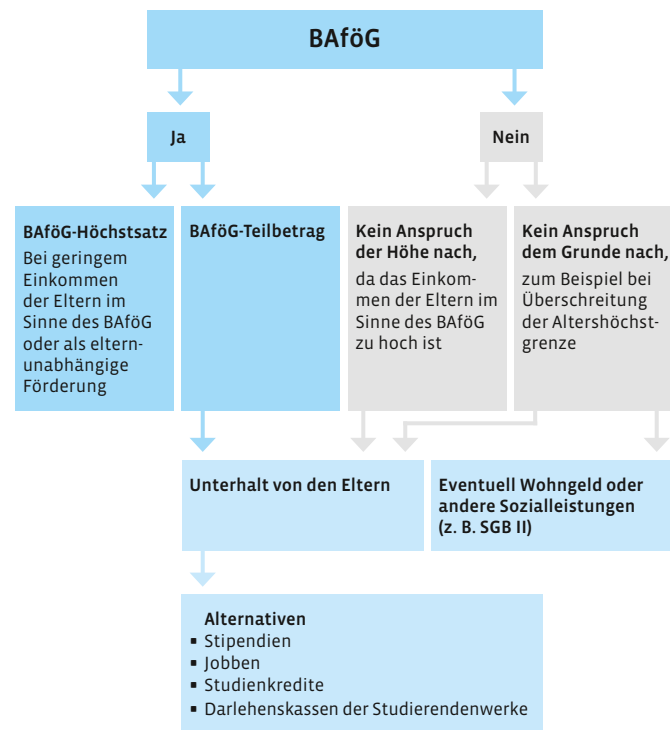 BAföG
Ja
Nein
BAföG-Höchstsatz
Bei geringem
Einkommen
der Eltern im
Sinne des BAföG
oder als eltern-
unabhängige
Förderung
BAföG-Teilbetrag
Kein Anspruch
der Höhe nach,
da das Einkom-
men der Eltern im
Sinne des BAföG
zu hoch ist
Kein Anspruch
dem Grunde nach,
zum Beispiel bei
Überschreitung
der Altershöchst-
grenze
Unterhalt von den Eltern
Eventuell Wohngeld oder
andere Sozialleistungen
(z. B. SGB II)
Alternativen
▪ Stipendien
▪ Jobben
▪ Studienkredite
▪ Darlehenskassen der Studierendenwerke